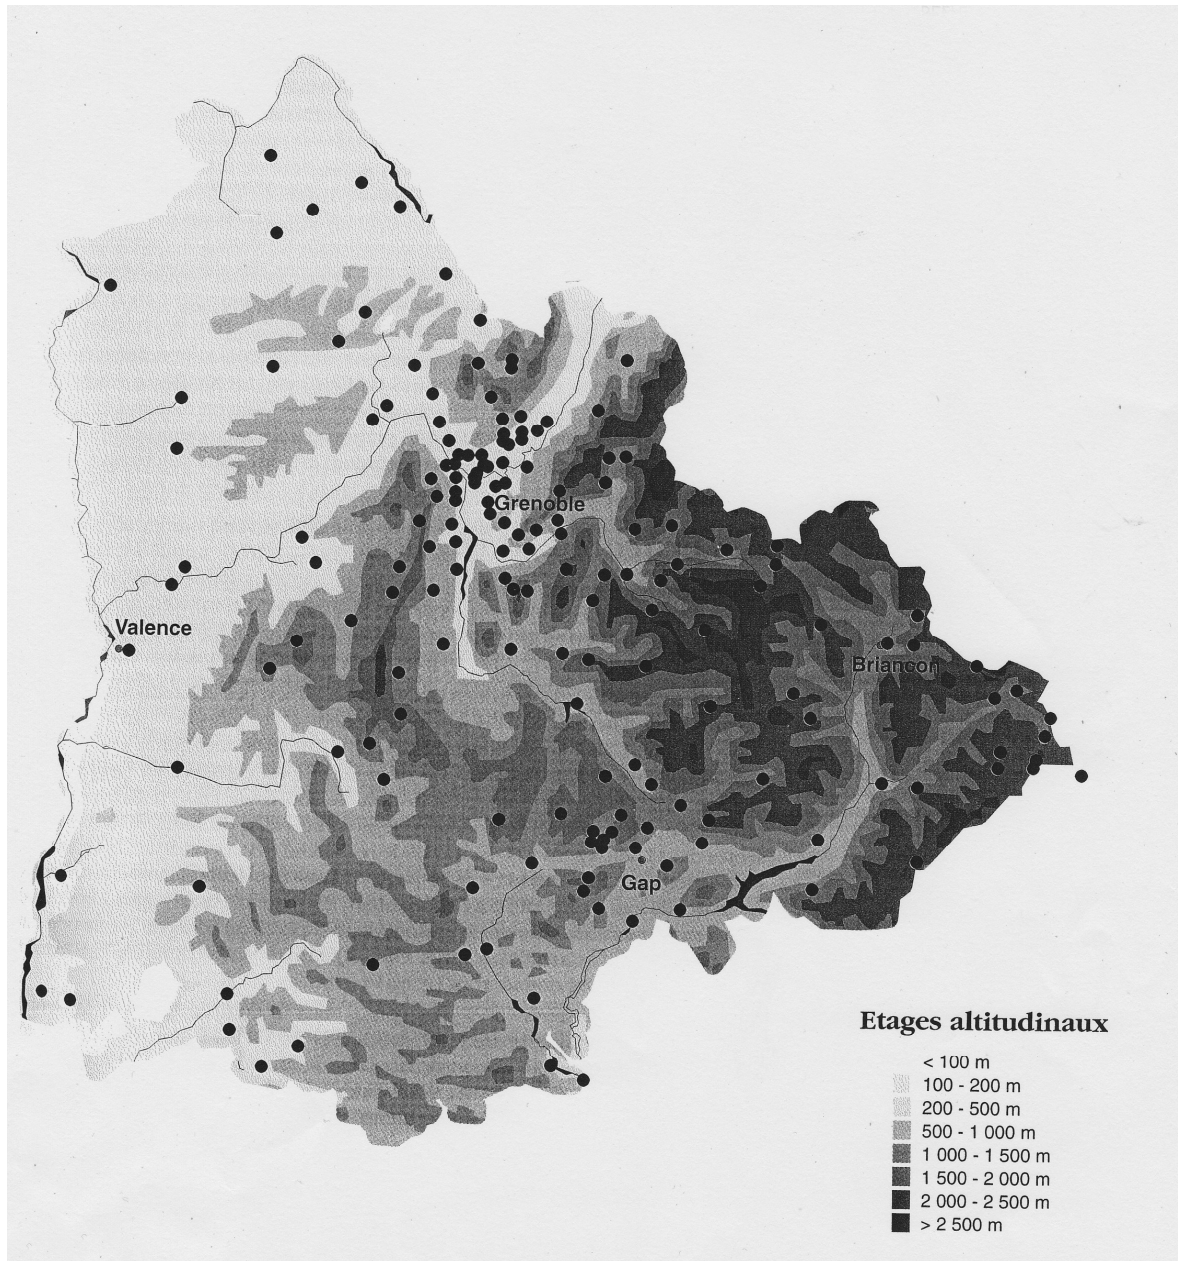 Grenoble
Valence
Briancon
Gap
Etages altitudinaux
< 100 m
100 - 200 m
200 - 500 m
500 - 1 000 m
1 000 - 1 500 m
1 500 - 2 000 m
2 000 - 2 500 m
> 2 500 m